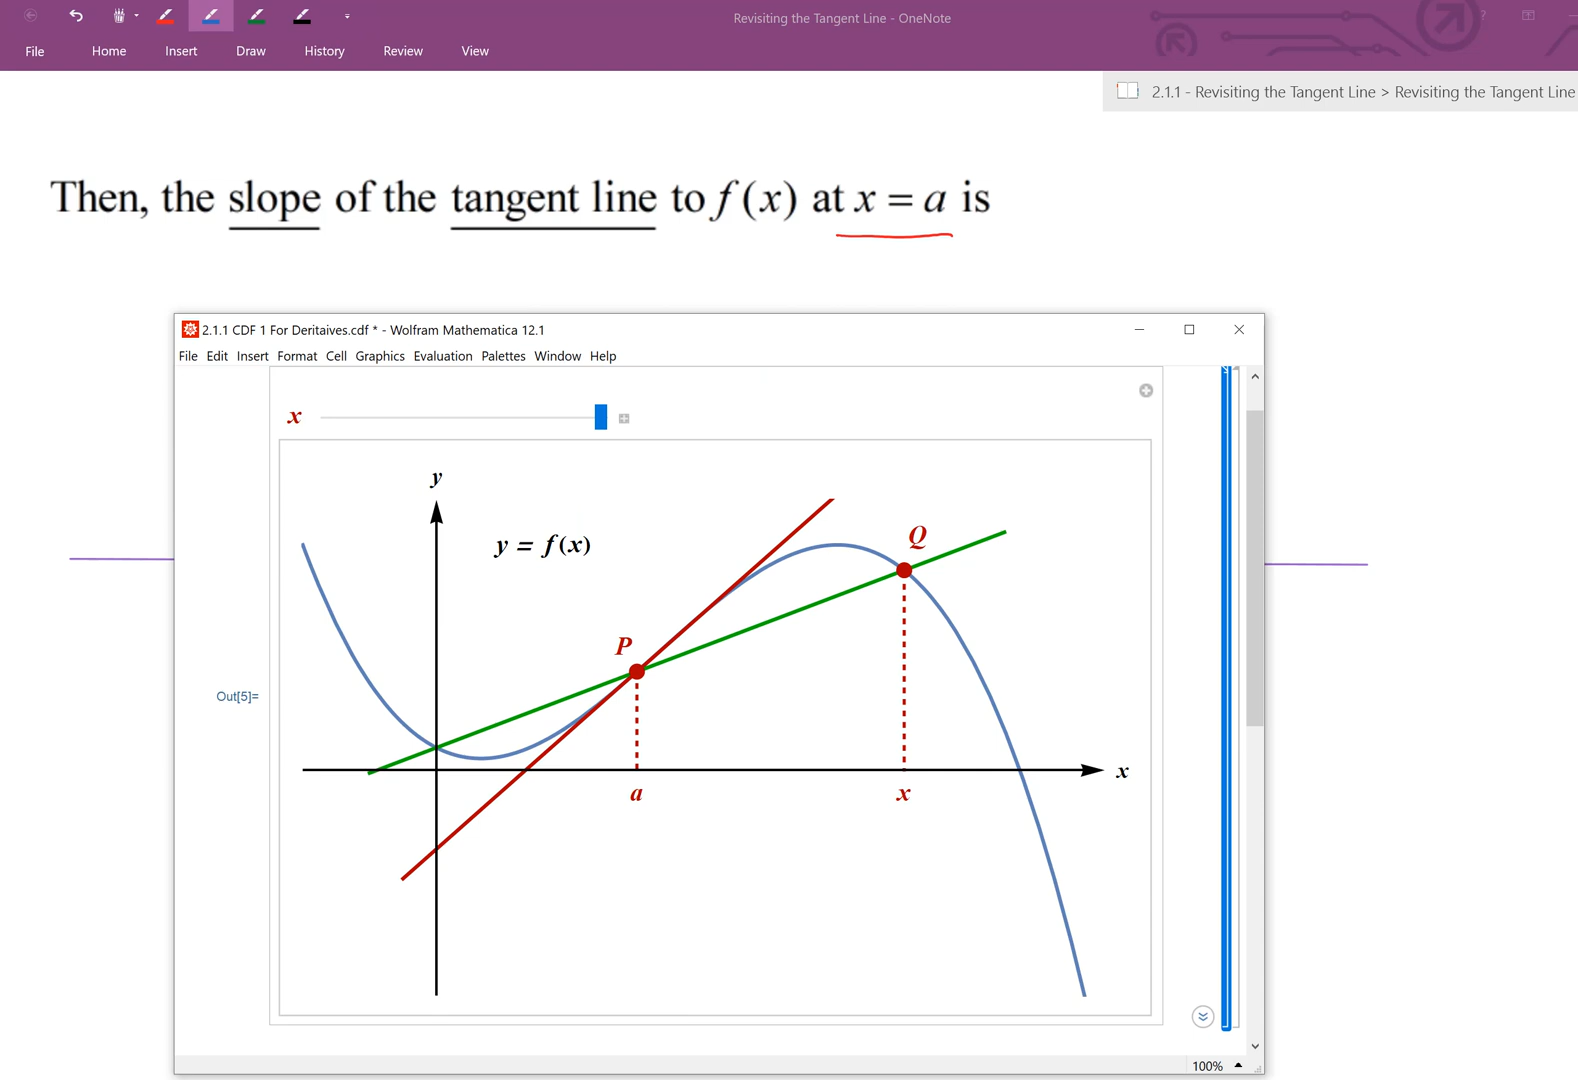 Revisiting the Tangent Line - OneNote
File Home Insert Draw History Review View
2.1.1 - Revisiting the Tangent Line > Revisiting the Tangent Line
Then, the slope of the tangent line to f (x) at x = a is
2.1.1 CDF 1 For Deritaives.cdf * - Wolfram Mathematica 12.1
File Edit Insert Format Cell Graphics Evaluation Palettes Window Help
x
y
y = f(x)
Q
P
Out[5]=
x
a
x
100%